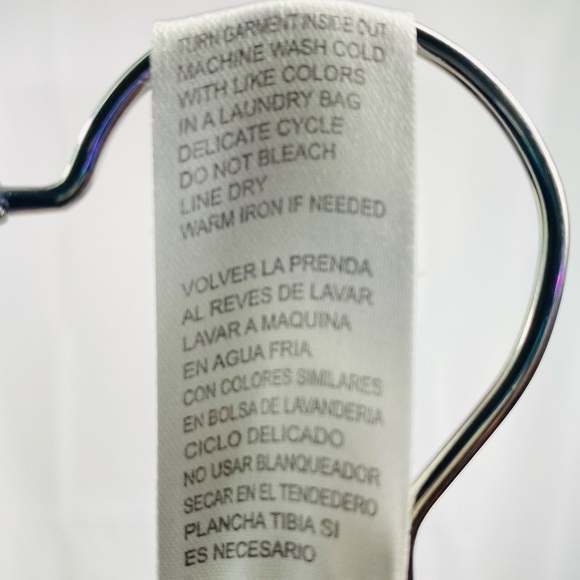 TURN GARMENT INSIDE OUT
MACHINE WASH COLD
WITH LIKE COLORS
IN A LAUNDRY BAG
DELICATE CYCLE
DO NOT BLEACH
LINE DRY
WARM IRON IF NEEDED
VOLVER LA PRENDA
AL REVES DE LAVAR
LAVAR A MAQUINA
EN AGUA FRIA
CON COLORES SIMILARES
EN BOLSA DE LAVANDERIA
CICLO DELICADO
NO USAR BLANQUEADOR
SECAR EN EL TENDEDERO
PLANCHA TIBIA SI
ES NECESARIO